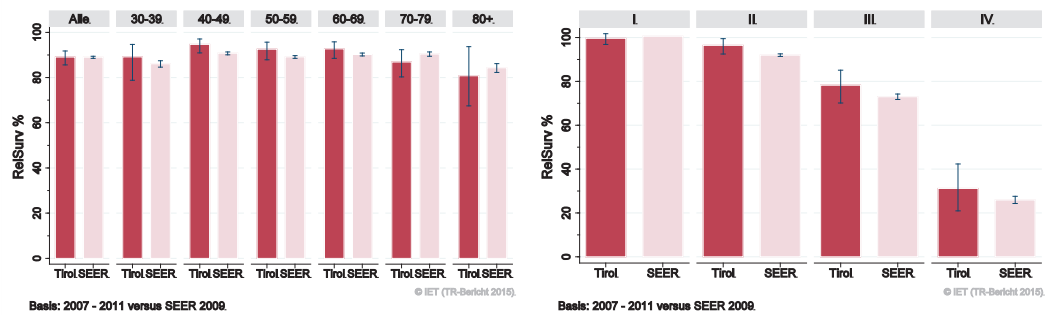 Alle. 30-39. 40-49. 50-59. 60-69. 70-79. 80+.
RelSurv %
100
80
60
40
20
0
Tirol. SEER. Tirol. SEER. Tirol. SEER. Tirol. SEER. Tirol. SEER. Tirol. SEER. Tirol. SEER.
© IET (TR-Bericht 2015).
Basis: 2007 - 2011 versus SEER 2009.
I. II. III. IV.
RelSurv %
100
80
60
40
20
0
Tirol. SEER. Tirol. SEER. Tirol. SEER. Tirol. SEER.
© IET (TR-Bericht 2015).
Basis: 2007 - 2011 versus SEER 2009.